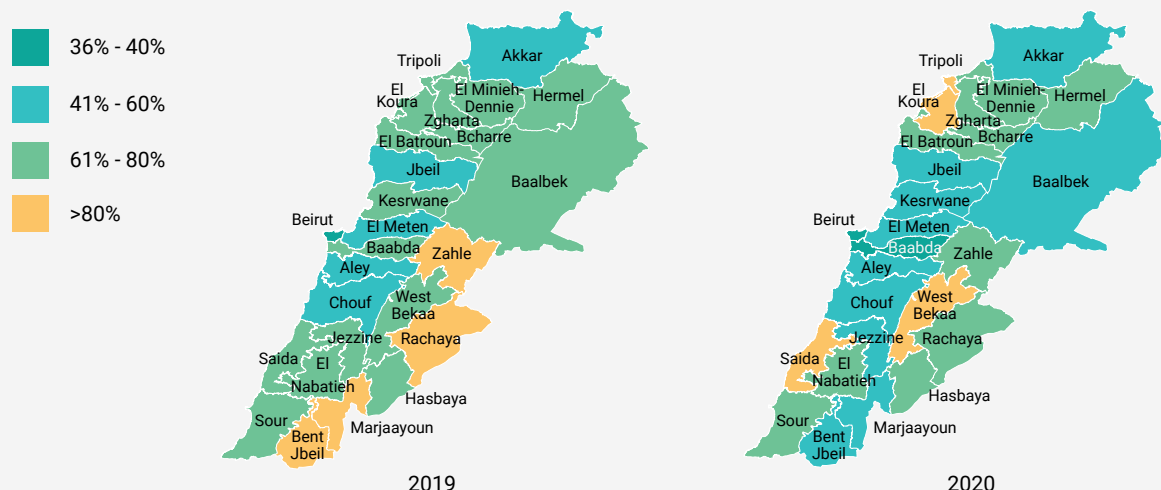 36% - 40%
41% - 60%
61% - 80%
>80%
Akkar
Tripoli
El
Koura
El Minieh-
Dennie
Hermel
Zgharta
Bcharre
El Batroun
Jbeil
Baalbek
Kesrwane
Beirut
El Meten
Baabda
Zahle
Aley
Chouf
West
Bekaa
Jezzine
Rachaya
Saida
El
Nabatieh
Hasbaya
Sour
Marjaayoun
Bent
Jbeil
2019
Akkar
Tripoli
El
Koura
El Minieh-
Dennie
Hermel
Zgharta
Bcharre
El Batroun
Jbeil
Baalbek
Kesrwane
Beirut
El Meten
Baabda
Zahle
Aley
Chouf
West
Bekaa
Jezzine
Rachaya
Saida
El
Nabatieh
Hasbaya
Sour
Marjaayoun
Bent
Jbeil
2020